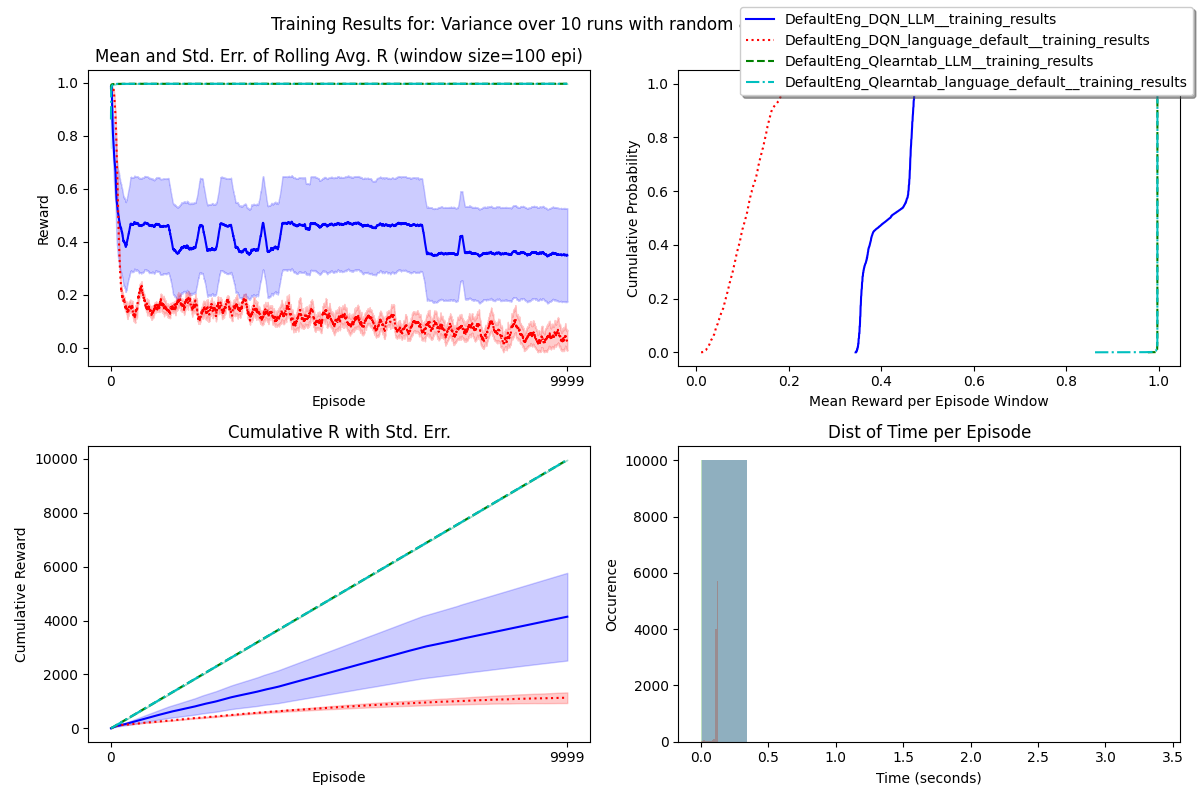 Training Results for: Variance over 10 runs with random
DefaultEng_DQN_LLM__training_results
DefaultEng_DQN_language_default__training_results
DefaultEng_Qlearntab_LLM__training_results
DefaultEng_Qlearntab_language_default__training_results
Mean and Std. Err. of Rolling Avg. R (window size=100 epi)
1.0
0.8
0.6
0.4
0.2
0.0
Reward
0
9999
Episode
1.0
0.8
0.6
0.4
0.2
0.0
Cumulative Probability
0.0 0.2 0.4 0.6 0.8 1.0
Mean Reward per Episode Window
Cumulative R with Std. Err.
10000
8000
6000
4000
2000
0
Cumulative Reward
0
9999
Episode
Dist of Time per Episode
10000
8000
6000
4000
2000
0
Occurence
0.0 0.5 1.0 1.5 2.0 2.5 3.0 3.5
Time (seconds)